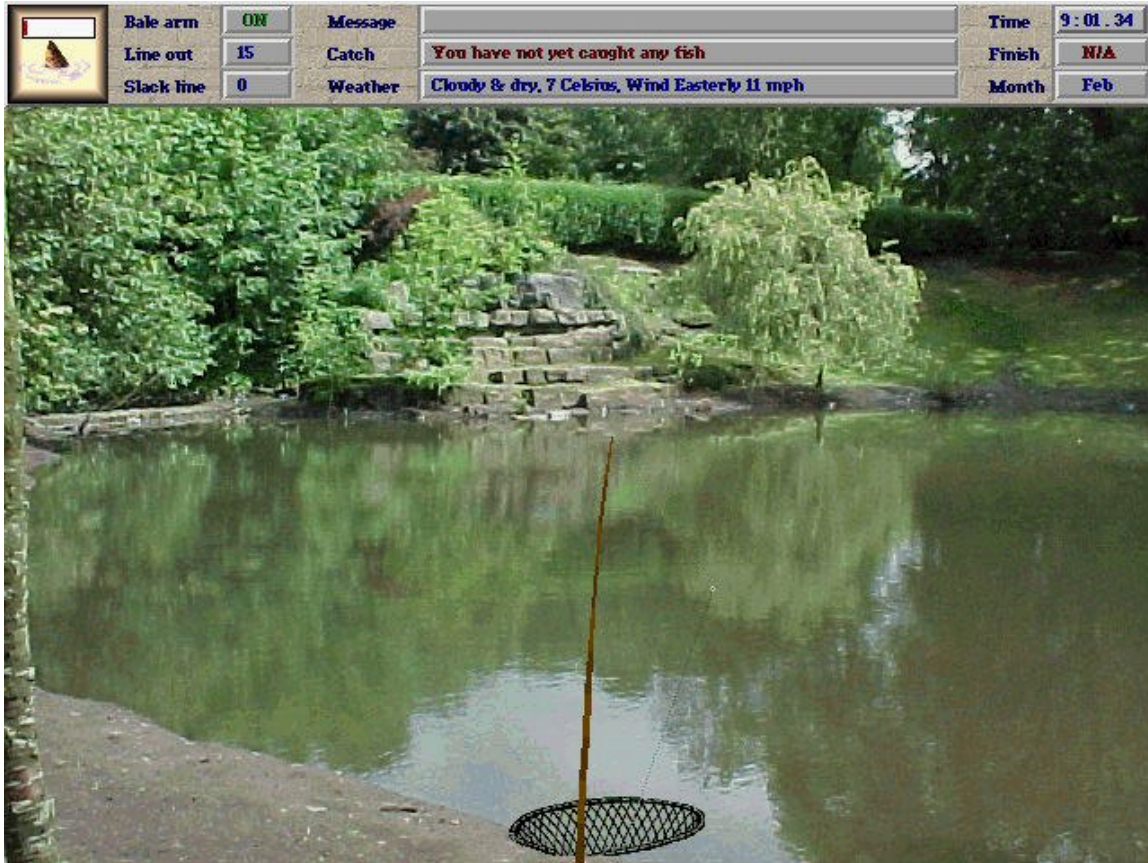 Bale arm ON Message Time 9:01.34
Line out 15 Catch You have not yet caught any fish Finish N/A
Slack line 0 Weather Cloudy & dry, 7 Celsius, Wind Easterly 11 mph Month Feb